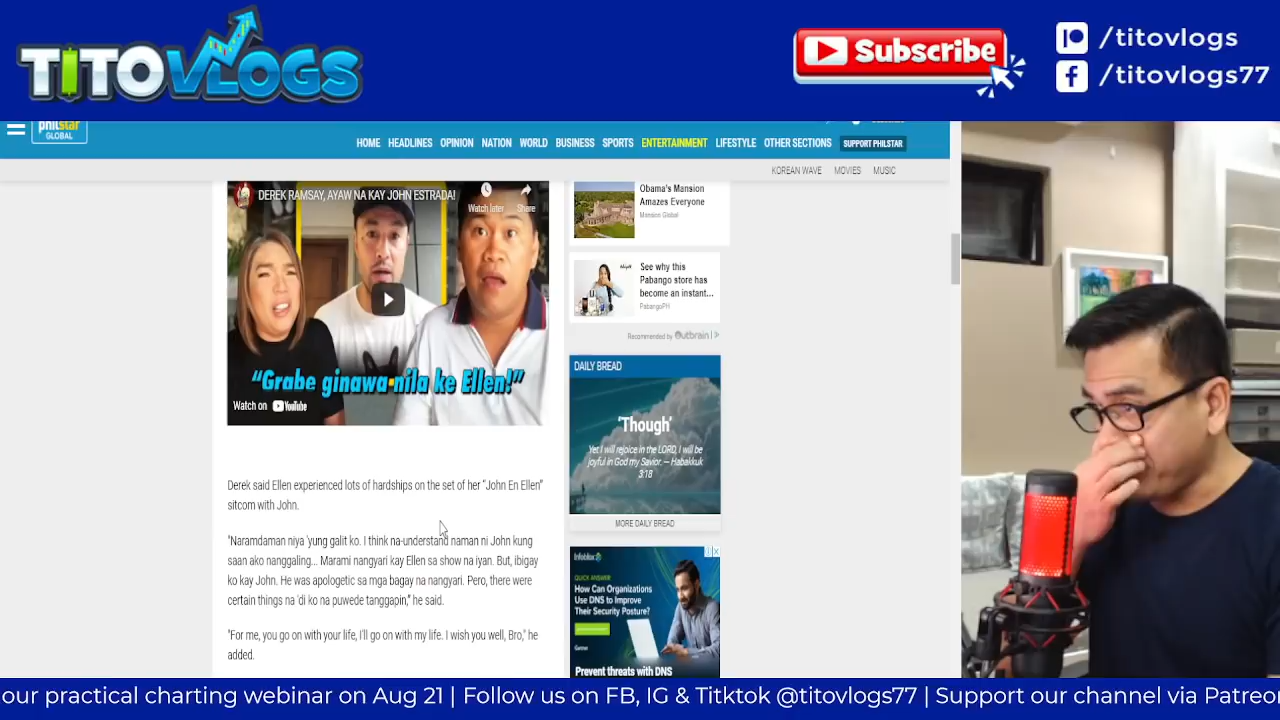 TITOVLOGS
Subscribe
/titovlogs
/titovlogs77
philstar
GLOBAL
HOME HEADLINES OPINION NATION WORLD BUSINESS SPORTS ENTERTAINMENT LIFESTYLE OTHER SECTIONS SUPPORT PHILSTAR
KOREAN WAVE MOVIES MUSIC
DEREK RAMSAY, AYAW NA KAY JOHN ESTRADA!
Watch later Share
"Grabe ginawa nila ke Ellen!"
Watch on YouTube
Derek said Ellen experienced lots of hardships on the set of her "John En Ellen"
sitcom with John.
"Naramdaman niya 'yung galit ko. I think na-understand naman ni John kung
saan ako nanggaling... Marami nangyari kay Ellen sa show na iyan. But, ibigay
ko kay John. He was apologetic sa mga bagay na nangyari. Pero, there were
certain things na 'di ko na puwede tanggapin," he said.
"For me, you go on with your life, I'll go on with my life. I wish you well, Bro," he
added.
Obama's Mansion
Amazes Everyone
Mansion Global
See why this
Pabango store has
become an instant...
PabangoPH
Recommended by Outbrain
DAILY BREAD
'Though'
Yet I will rejoice in the LORD, I will be
joyful in God my Savior. — Habakkuk
3:18
MORE DAILY BREAD
Infoblox
QUICK ANSWER:
How Can Organizations
Use DNS to Improve
Their Security Posture?
Prevent threats with DNS
our practical charting webinar on Aug 21 | Follow us on FB, IG & Titktok @titovlogs77 | Support our channel via Patreo